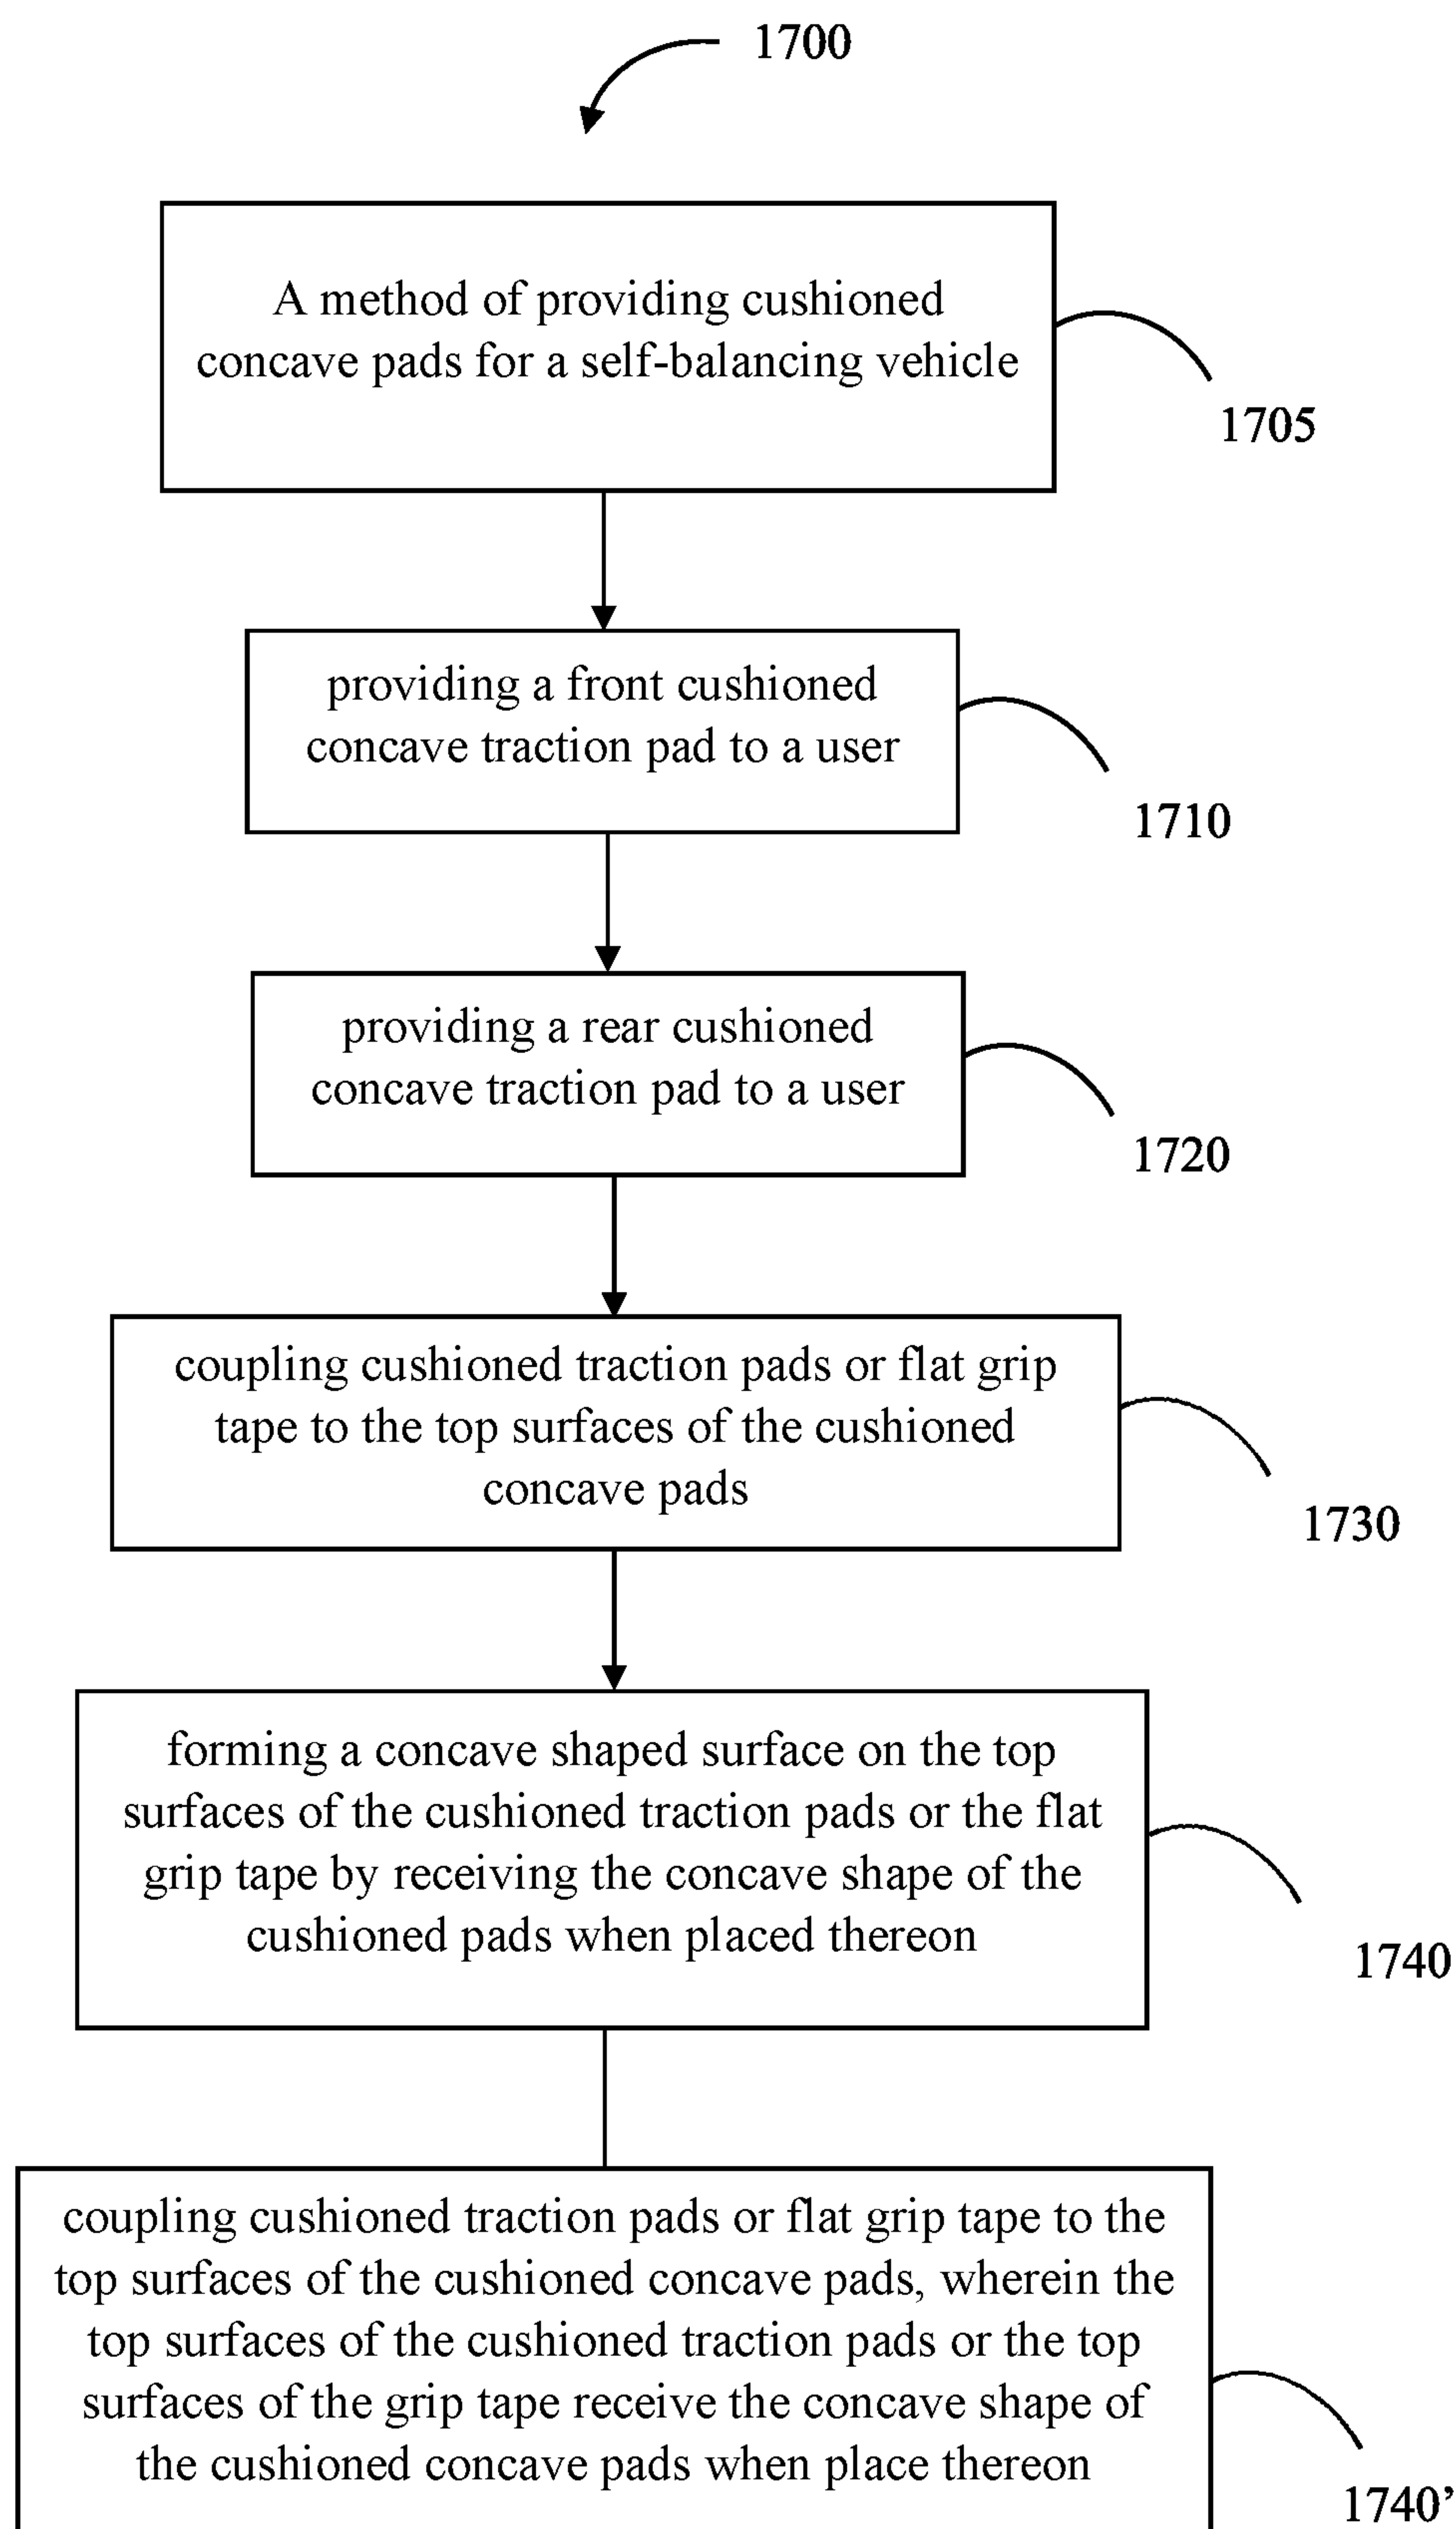 1700
A method of providing cushioned
concave pads for a self-balancing vehicle
1705
providing a front cushioned
concave traction pad to a user
1710
providing a rear cushioned
concave traction pad to a user
1720
coupling cushioned traction pads or flat grip
tape to the top surfaces of the cushioned
concave pads
1730
forming a concave shaped surface on the top
surfaces of the cushioned traction pads or the flat
grip tape by receiving the concave shape of the
cushioned pads when placed thereon
1740
coupling cushioned traction pads or flat grip tape to the
top surfaces of the cushioned concave pads, wherein the
top surfaces of the cushioned traction pads or the top
surfaces of the grip tape receive the concave shape of
the cushioned concave pads when place thereon
1740’